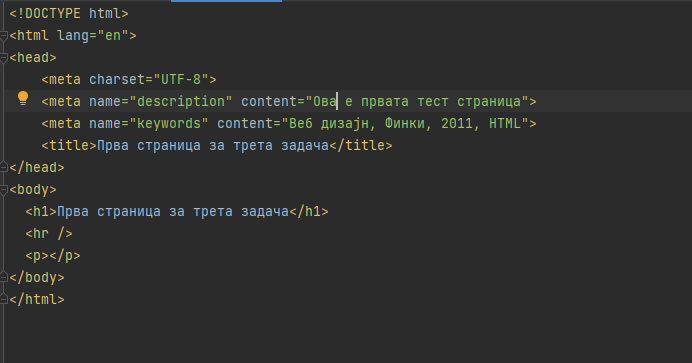 <!DOCTYPE html>
<html lang="en">
<head>
    <meta charset="UTF-8">
    <meta name="description" content="Ова е првата тест страница">
    <meta name="keywords" content="Веб дизајн, Финки, 2011, HTML">
    <title>Прва страница за трета задача</title>
</head>
<body>
  <h1>Прва страница за трета задача</h1>
  <hr />
  <p></p>
</body>
</html>